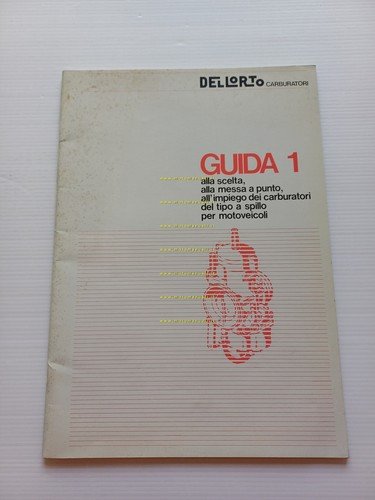 DELLORTO CARBURATORI
GUIDA 1
alla scelta,
alla messa a punto,
all'impiego dei carburatori
del tipo a spillo
per motoveicoli